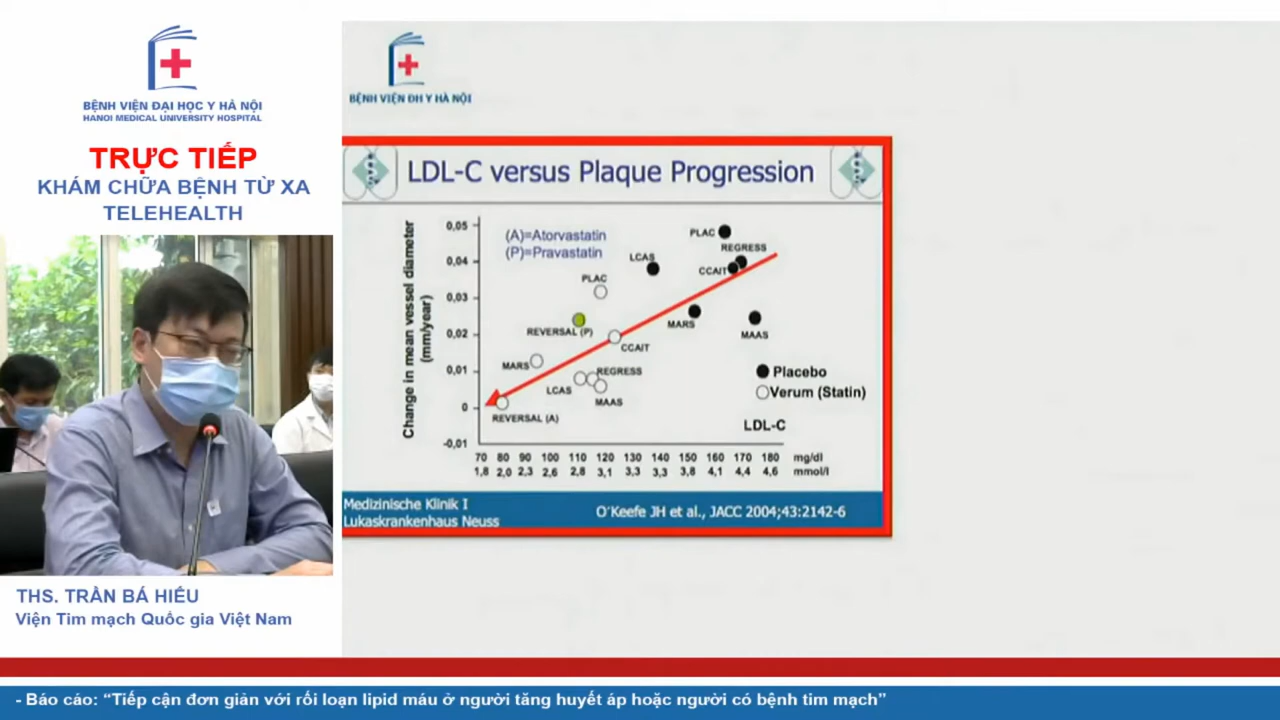 BỆNH VIỆN ĐẠI HỌC Y HÀ NỘI
HANOI MEDICAL UNIVERSITY HOSPITAL
TRỰC TIẾP
KHÁM CHỮA BỆNH TỪ XA
TELEHEALTH
THS. TRẦN BÁ HIẾU
Viện Tim mạch Quốc gia Việt Nam
BỆNH VIỆN ĐH Y HÀ NỘI
LDL-C versus Plaque Progression
Change in mean vessel diameter
(mm/year)
0,05
0,04
0,03
0,02
0,01
0
-0,01
(A)=Atorvastatin
(P)=Pravastatin
PLAC
REGRESS
LCAS
CCAIT
PLAC
REVERSAL (P)
MARS
MAAS
CCAIT
MARS
REGRESS
LCAS
MAAS
REVERSAL (A)
Placebo
Verum (Statin)
LDL-C
70 80 90 100 110 120 130 140 150 160 170 180 mg/dl
1,8 2,0 2,3 2,6 2,8 3,1 3,3 3,3 3,8 4,1 4,4 4,6 mmol/l
Medizinische Klinik I
Lukaskrankenhaus Neuss
O´Keefe JH et al., JACC 2004;43:2142-6
- Báo cáo: “Tiếp cận đơn giản với rối loạn lipid máu ở người tăng huyết áp hoặc người có bệnh tim mạch”